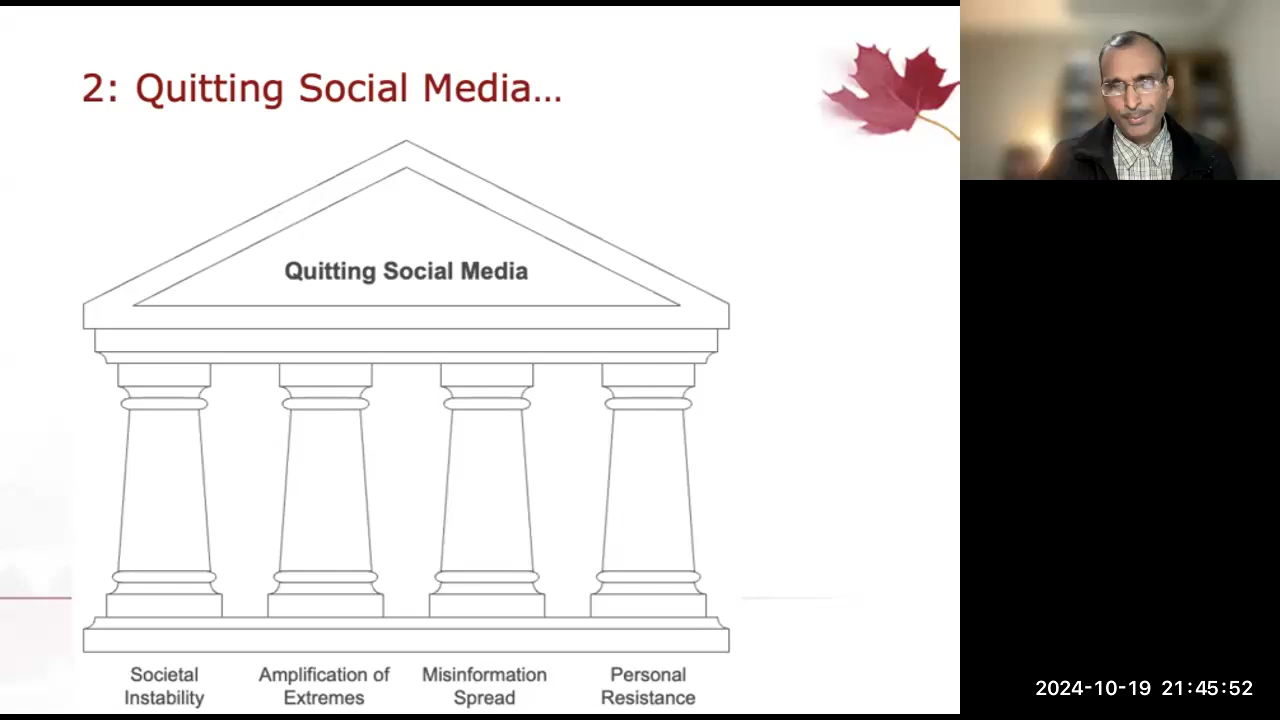 2: Quitting Social Media…
Quitting Social Media
Societal
Instability
Amplification of
Extremes
Misinformation
Spread
Personal
Resistance
2024-10-19 21:45:52